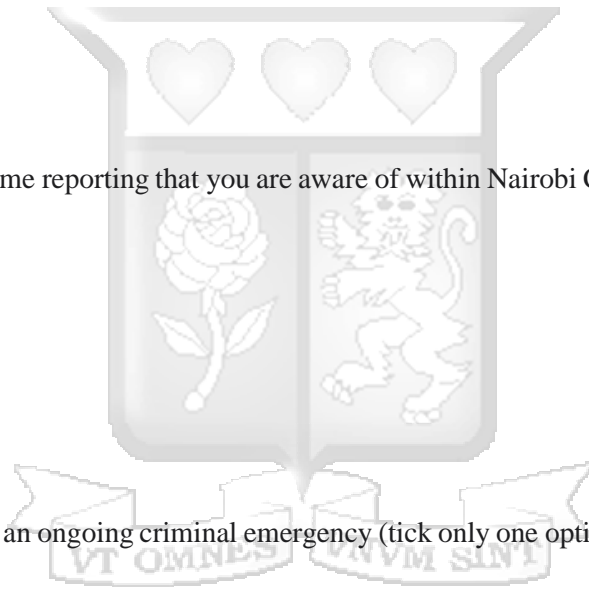 me reporting that you are aware of within Nairobi
an ongoing criminal emergency (tick only one opti
VT OMNES VNVM SINT